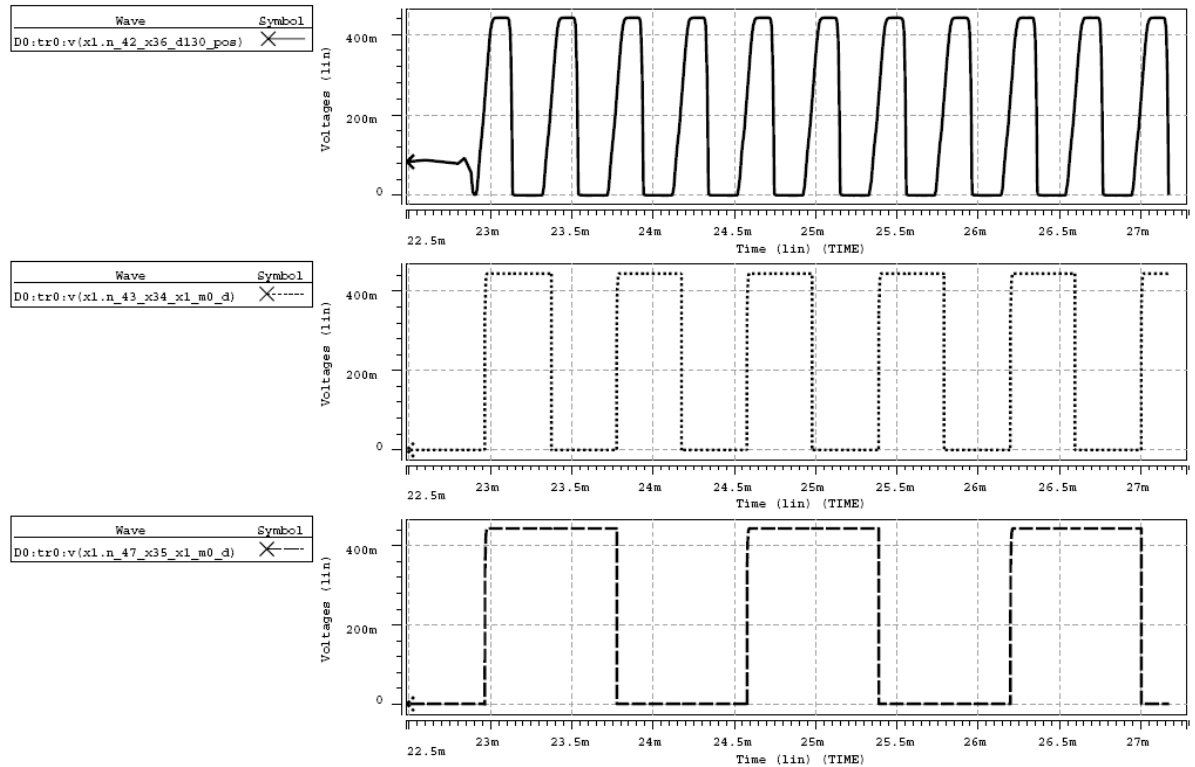 Wave Symbol
D0:tr0:v(x1.n_42_x36_d130_pos)
Voltages (lin)
400m
200m
0
22.5m
23m 23.5m 24m 24.5m 25m 25.5m 26m 26.5m 27m
Time (lin) (TIME)
Wave Symbol
D0:tr0:v(x1.n_43_x34_x1_m0_d)
Voltages (lin)
400m
200m
0
22.5m
23m 23.5m 24m 24.5m 25m 25.5m 26m 26.5m 27m
Time (lin) (TIME)
Wave Symbol
D0:tr0:v(x1.n_47_x35_x1_m0_d)
Voltages (lin)
400m
200m
0
22.5m
23m 23.5m 24m 24.5m 25m 25.5m 26m 26.5m 27m
Time (lin) (TIME)